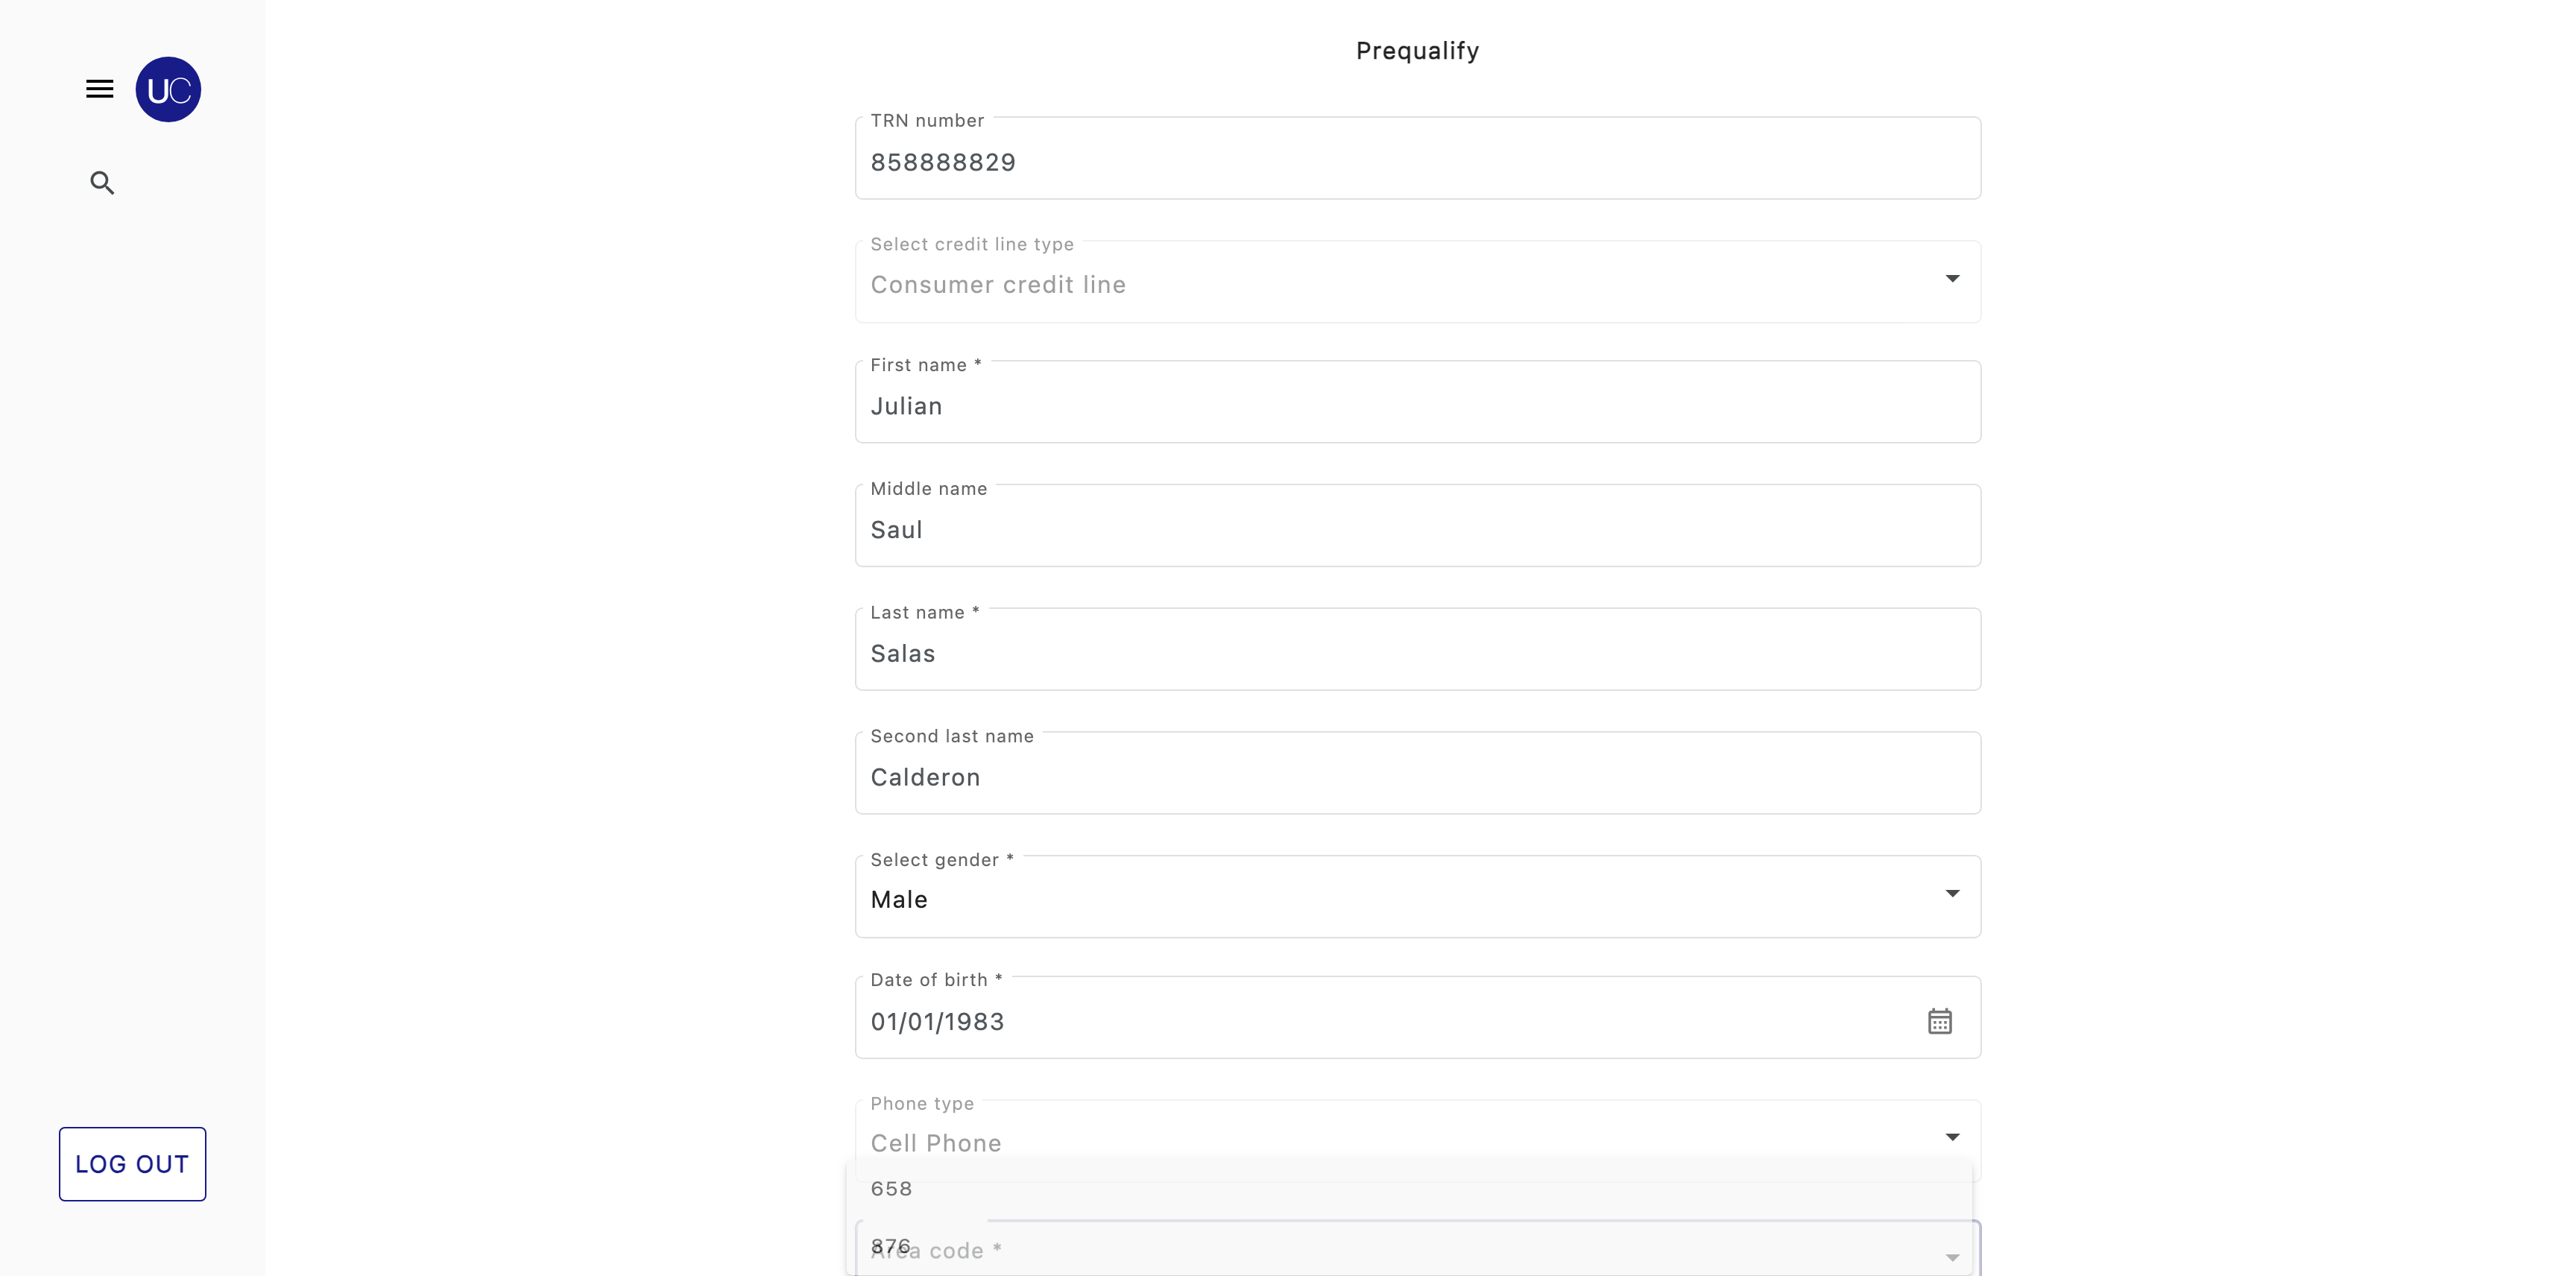 UC
Prequalify
TRN number
858888829
Select credit line type
Consumer credit line
First name *
Julian
Middle name
Saul
Last name *
Salas
Second last name
Calderon
Select gender *
Male
Date of birth *
01/01/1983
Phone type
Cell Phone
658
876
Area code *
LOG OUT